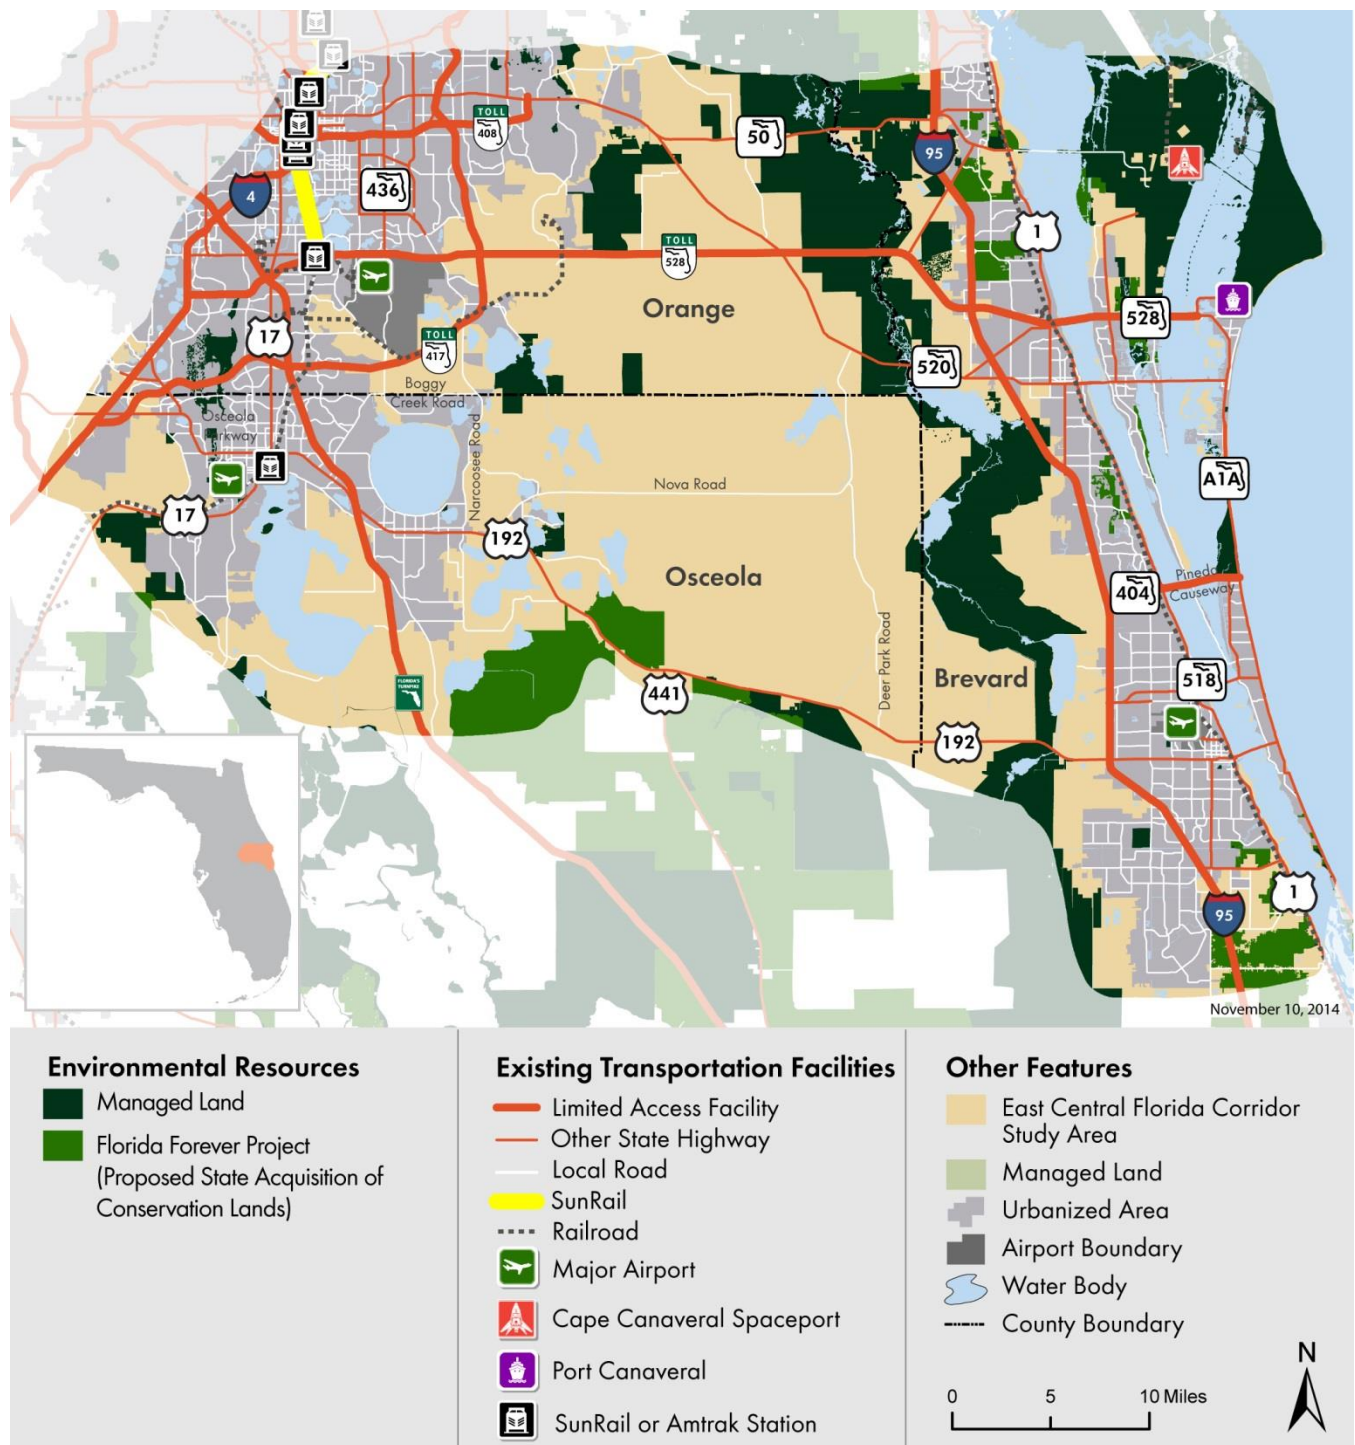 TOLL
408
50
95
436
4
1
TOLL
528
Orange
528
17
TOLL
417
520
Boggy
Creek Road
Osceola
Parkway
Narcoossee Road
A1A
Nova Road
17
192
Osceola
404
Pineda
Causeway
Deer Park Road
Brevard
518
FLORIDA'S
TURNPIKE
441
192
1
95
November 10, 2014
Environmental Resources
Managed Land
Florida Forever Project
(Proposed State Acquisition of
Conservation Lands)
Existing Transportation Facilities
Limited Access Facility
Other State Highway
Local Road
SunRail
Railroad
Major Airport
Cape Canaveral Spaceport
Port Canaveral
SunRail or Amtrak Station
Other Features
East Central Florida Corridor
Study Area
Managed Land
Urbanized Area
Airport Boundary
Water Body
County Boundary
N
0 5 10 Miles